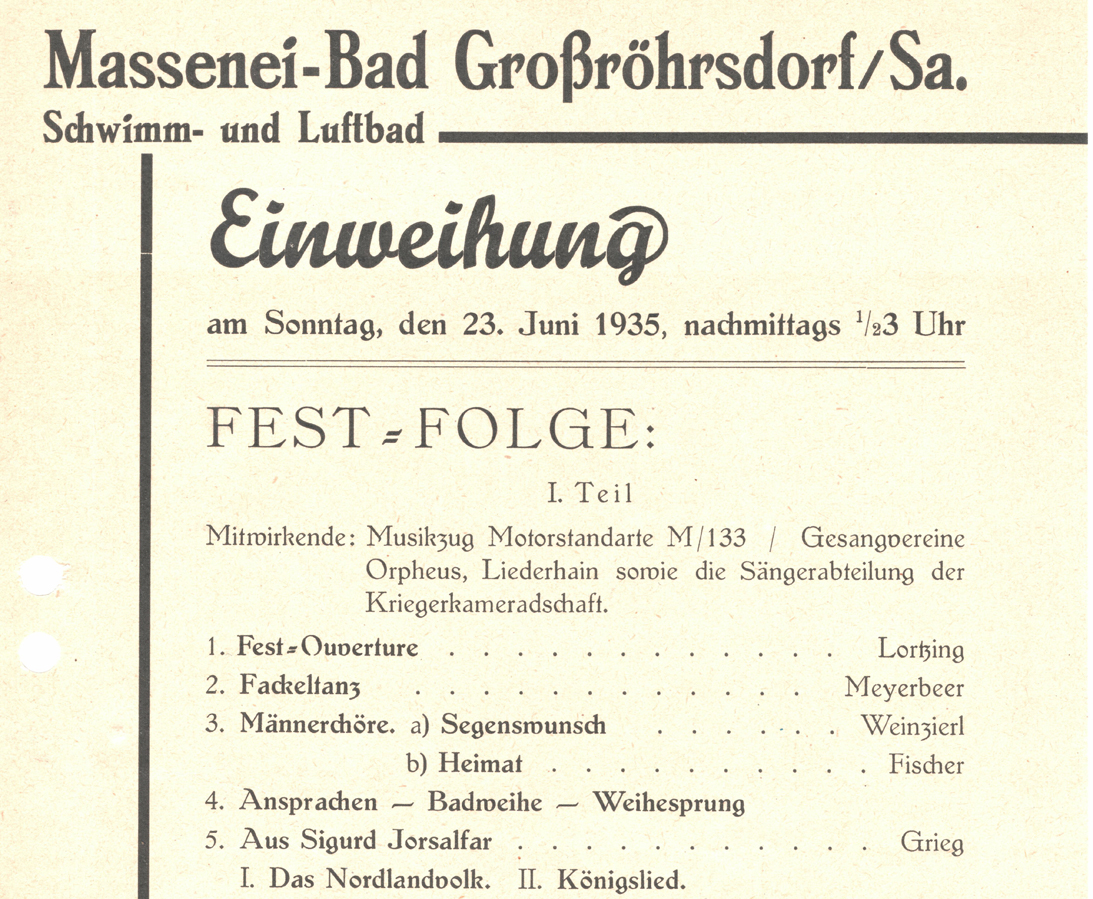 Massenei-Bad Großröhrsdorf/Sa.
Schwimm- und Luftbad
Einweihung
am Sonntag, den 23. Juni 1935, nachmittags ½3 Uhr
FEST-FOLGE:
I. Teil
Mitwirkende: Musikzug Motorstandarte M/133 / Gesangvereine
Orpheus, Liederhain sowie die Sängerabteilung der
Kriegerkameradschaft.
1. Fest-Ouverture . . . . . . . . . . . . Lortzing
2. Fackeltanz . . . . . . . . . . . . Meyerbeer
3. Männerchöre. a) Segenswunsch . . . . . . Weinzierl
b) Heimat . . . . . . . . . . Fischer
4. Ansprachen — Badweihe — Weihesprung
5. Aus Sigurd Jorsalfar . . . . . . . . . . Grieg
I. Das Nordlandvolk. II. Königslied.